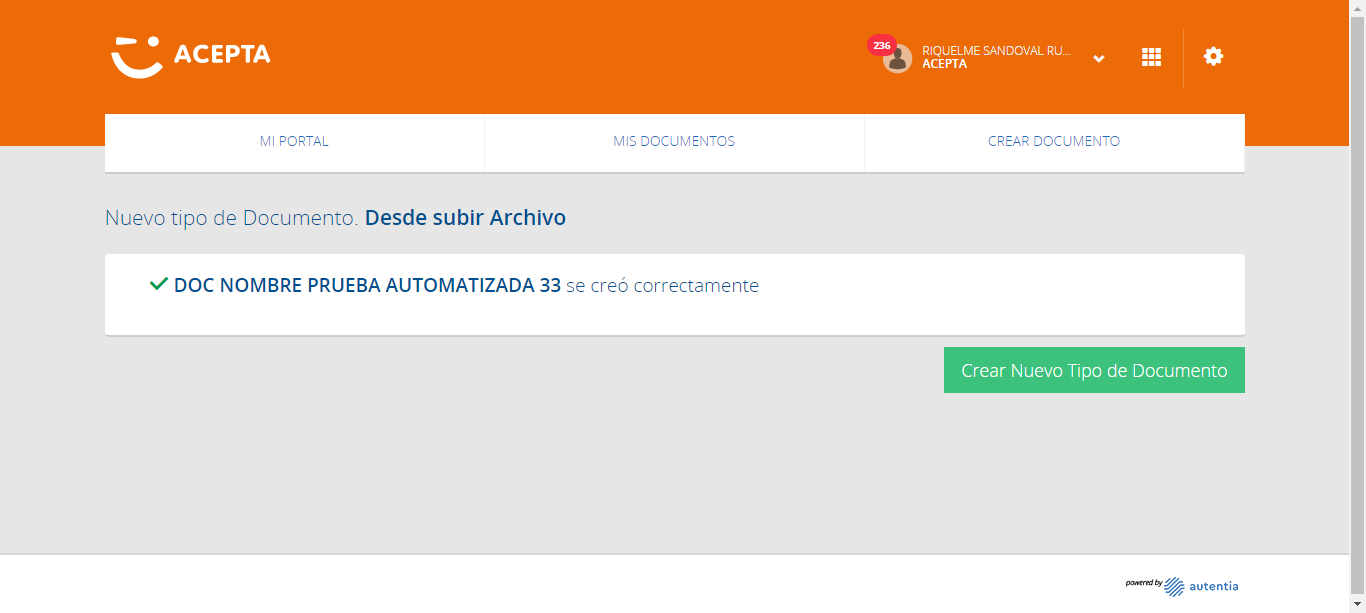 ACEPTA
236
RIQUELME SANDOVAL RU...
ACEPTA
MI PORTAL
MIS DOCUMENTOS
CREAR DOCUMENTO
Nuevo tipo de Documento. Desde subir Archivo
DOC NOMBRE PRUEBA AUTOMATIZADA 33 se creó correctamente
Crear Nuevo Tipo de Documento
powered by autentia